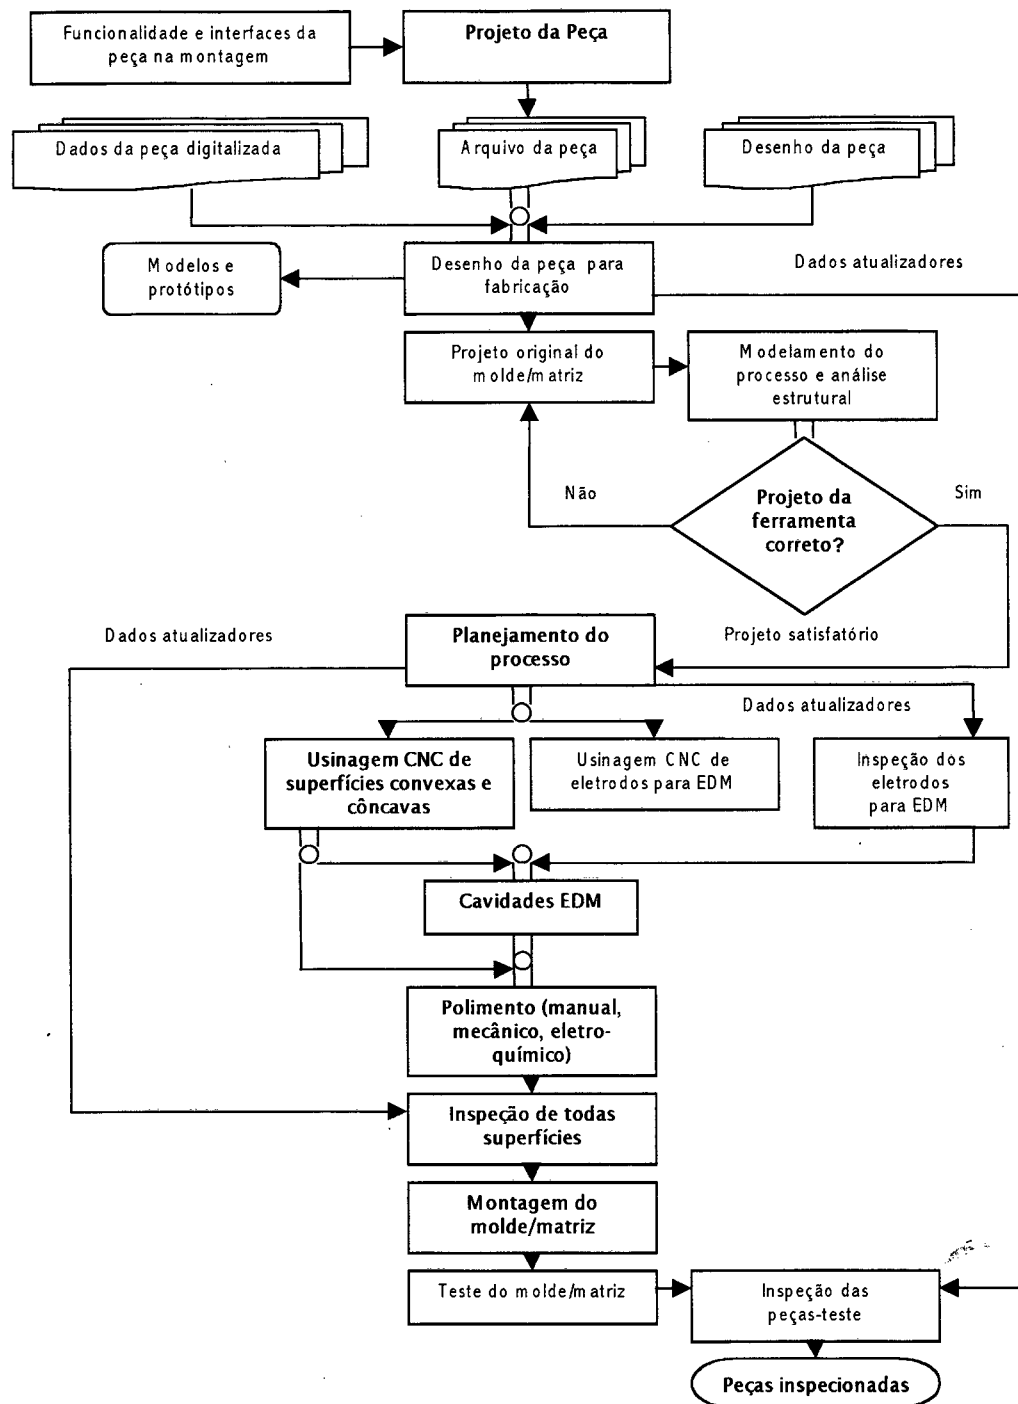 Funcionalidade e interfaces da
peça na montagem
Projeto da Peça
Dados da peça digitalizada
Arquivo da peça
Desenho da peça
Modelos e
protótipos
Desenho da peça para
fabricação
Dados atualizadores
Projeto original do
molde/matriz
Modelamento do
processo e análise
estrutural
Não
Projeto da
ferramenta
correto?
Sim
Dados atualizadores
Planejamento do
processo
Projeto satisfatório
Dados atualizadores
Usinagem CNC de
superfícies convexas e
côncavas
Usinagem CNC de
eletrodos para EDM
Inspeção dos
eletrodos
para EDM
Cavidades EDM
Polimento (manual,
mecânico, eletro-
químico)
Inspeção de todas
superfícies
Montagem do
molde/matriz
Teste do molde/matriz
Inspeção das
peças-teste
Peças inspecionadas